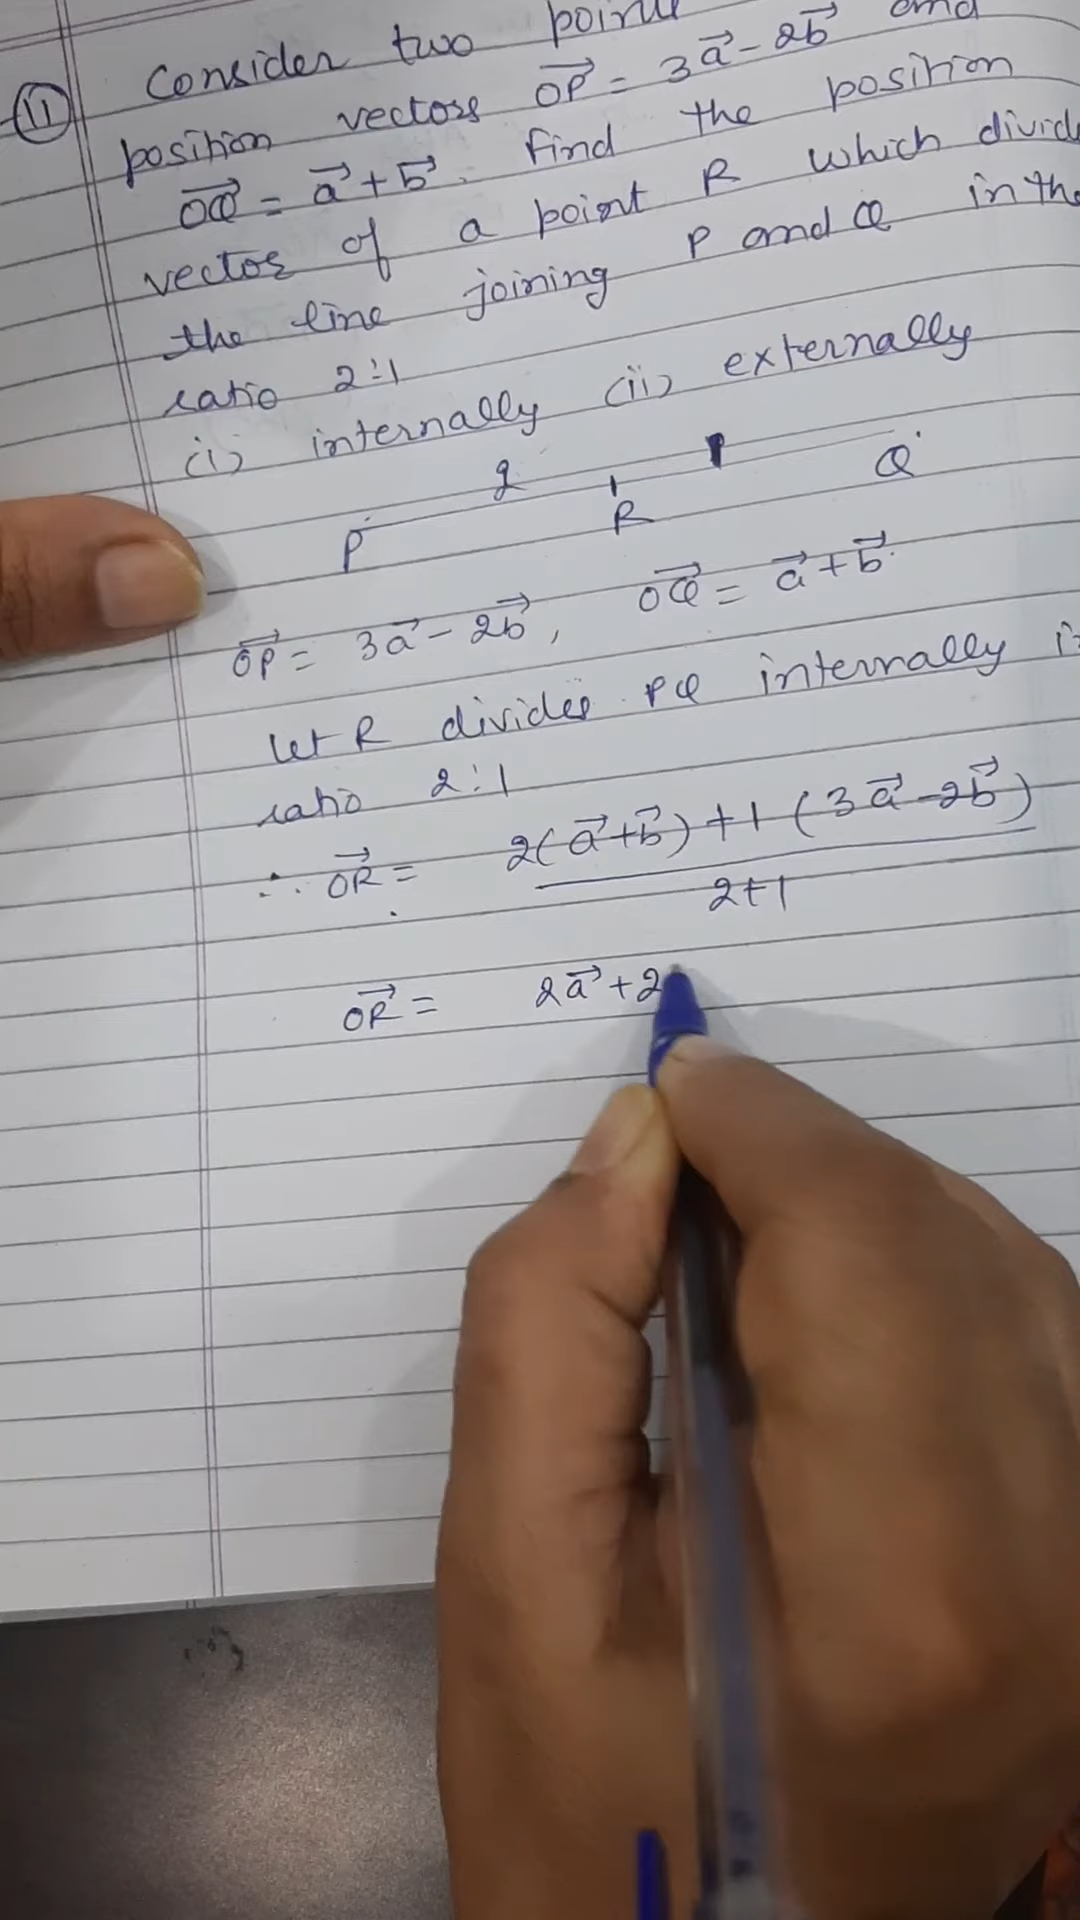 11 Consider two points
position vectors OP⃗ = 3a⃗ - 2b⃗ and
OQ⃗ = a⃗ + b⃗. Find the position
vector of a point R which divide
the line joining P and Q in the
ratio 2:1
(i) internally (ii) externally
2 1
P R Q
OP⃗ = 3a⃗ - 2b⃗, OQ⃗ = a⃗ + b⃗.
Let R divides PQ internally
ratio 2:1
∴ OR⃗ = 2(a⃗+b⃗) + 1(3a⃗-2b⃗)
2+1
OR⃗ = 2a⃗ + 2